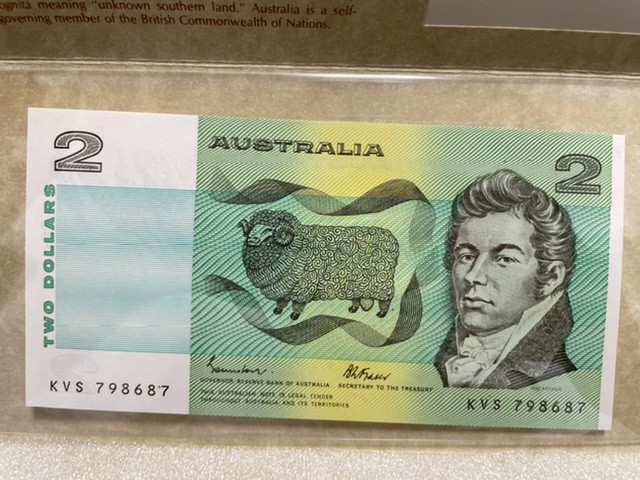 ognita meaning "unknown southern land." Australia is a self-
governing member of the British Commonwealth of Nations.
2
AUSTRALIA
2
TWO DOLLARS
GOVERNOR, RESERVE BANK OF AUSTRALIA
SECRETARY TO THE TREASURY
THIS AUSTRALIAN NOTE IS LEGAL TENDER
THROUGHOUT AUSTRALIA AND ITS TERRITORIES
MACARTHUR
KVS 798687
KVS 798687